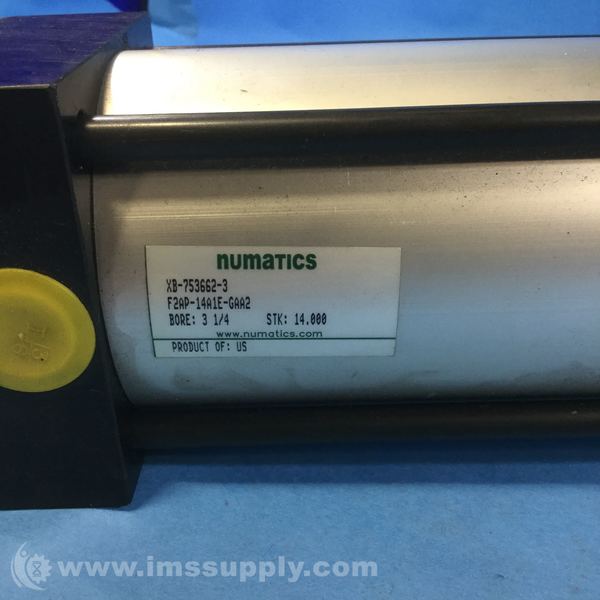 numatics
XB-753662-3
F2AP-14A1E-GAA2
BORE: 3 1/4 STK: 14.000
www.numatics.com
PRODUCT OF: US
www.imssupply.com